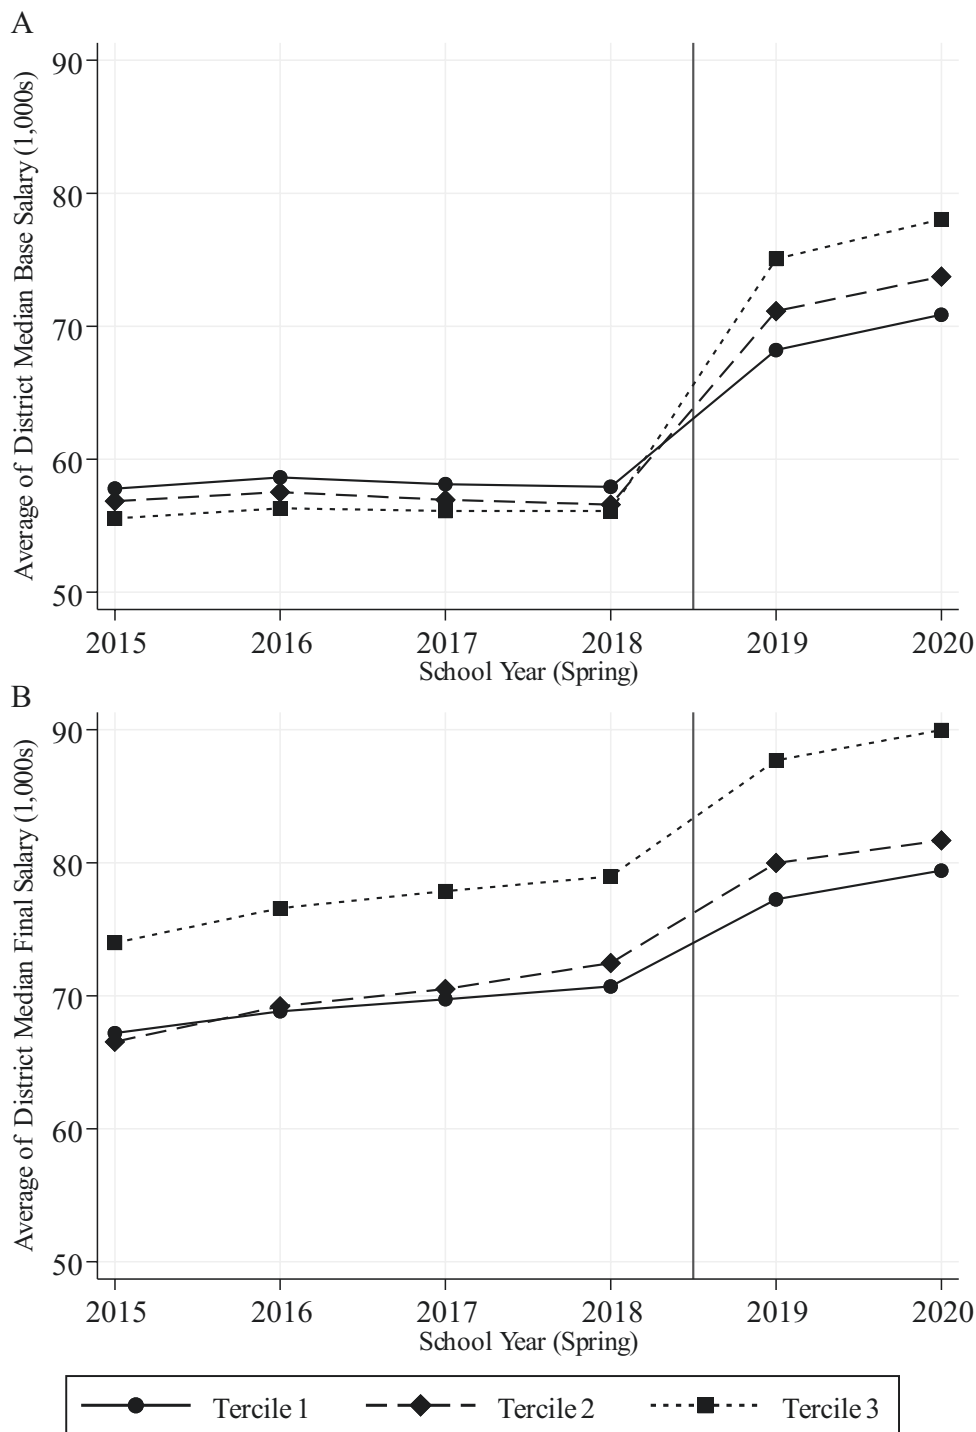 A
Average of District Median Base Salary (1,000s)
90
80
70
60
50
2015 2016 2017 2018 2019 2020
School Year (Spring)
B
Average of District Median Final Salary (1,000s)
90
80
70
60
50
2015 2016 2017 2018 2019 2020
School Year (Spring)
Tercile 1 Tercile 2 Tercile 3